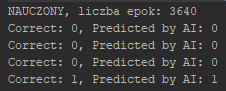 NAUCZONY, liczba epok: 3640
Correct: 0, Predicted by AI: 0
Correct: 0, Predicted by AI: 0
Correct: 0, Predicted by AI: 0
Correct: 1, Predicted by AI: 1